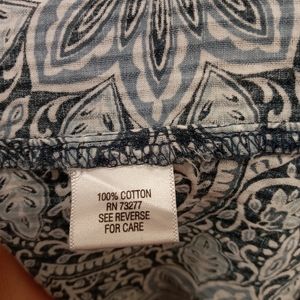 100% COTTON
RN 73277
SEE REVERSE
FOR CARE